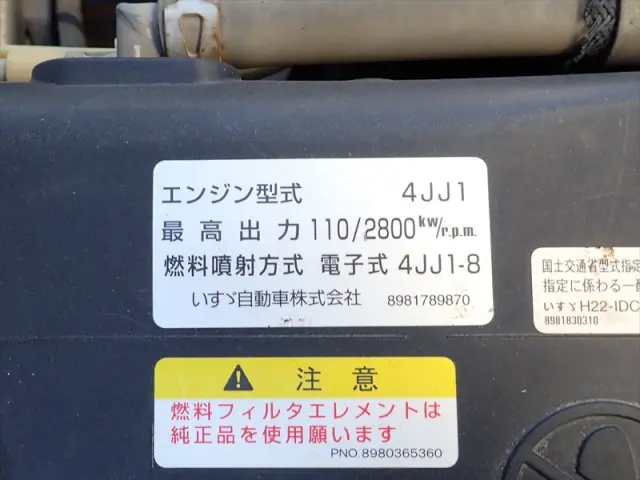 エンジン型式 4JJ1
最高出力 110/2800kw/r.p.m.
燃料噴射方式 電子式 4JJ1-8
いすゞ自動車株式会社 8981789870
国土交通省型式指定
指定に係わる一酸
いすゞH22-IDC
8981830310
注意
燃料フィルタエレメントは
純正品を使用願います
PNO.8980365360